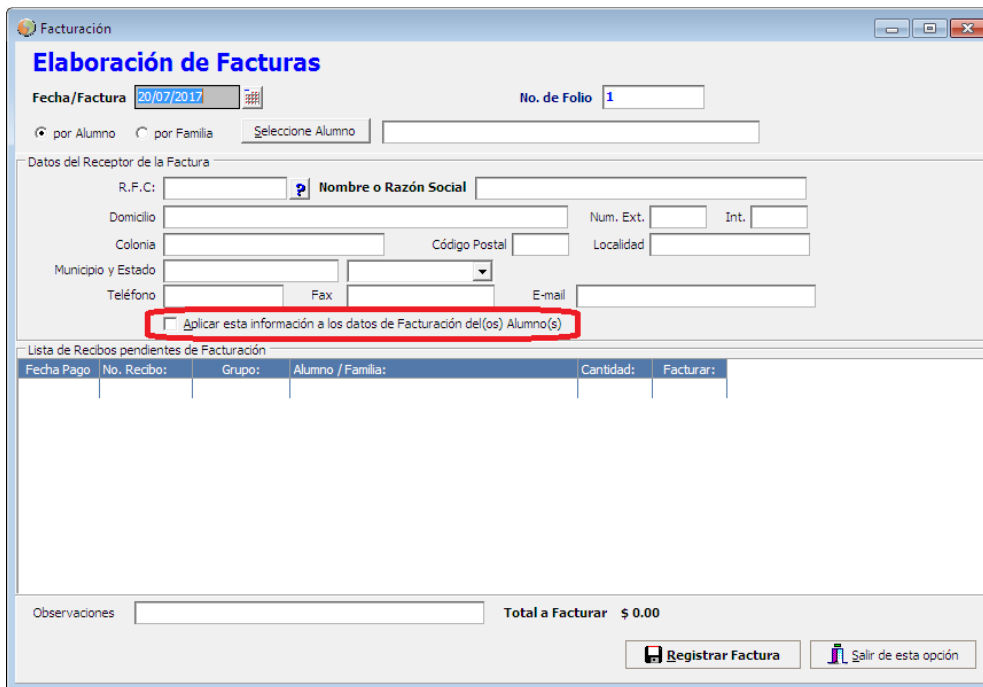 Facturación
Elaboración de Facturas
Fecha/Factura 20/07/2017 No. de Folio 1
por Alumno por Familia Seleccione Alumno
Datos del Receptor de la Factura
R.F.C: ? Nombre o Razón Social
Domicilio Num. Ext. Int.
Colonia Código Postal Localidad
Municipio y Estado
Teléfono Fax E-mail
Aplicar esta información a los datos de Facturación del(os) Alumno(s)
Lista de Recibos pendientes de Facturación
Fecha Pago No. Recibo: Grupo: Alumno / Familia: Cantidad: Facturar:
Observaciones Total a Facturar $ 0.00
Registrar Factura Salir de esta opción